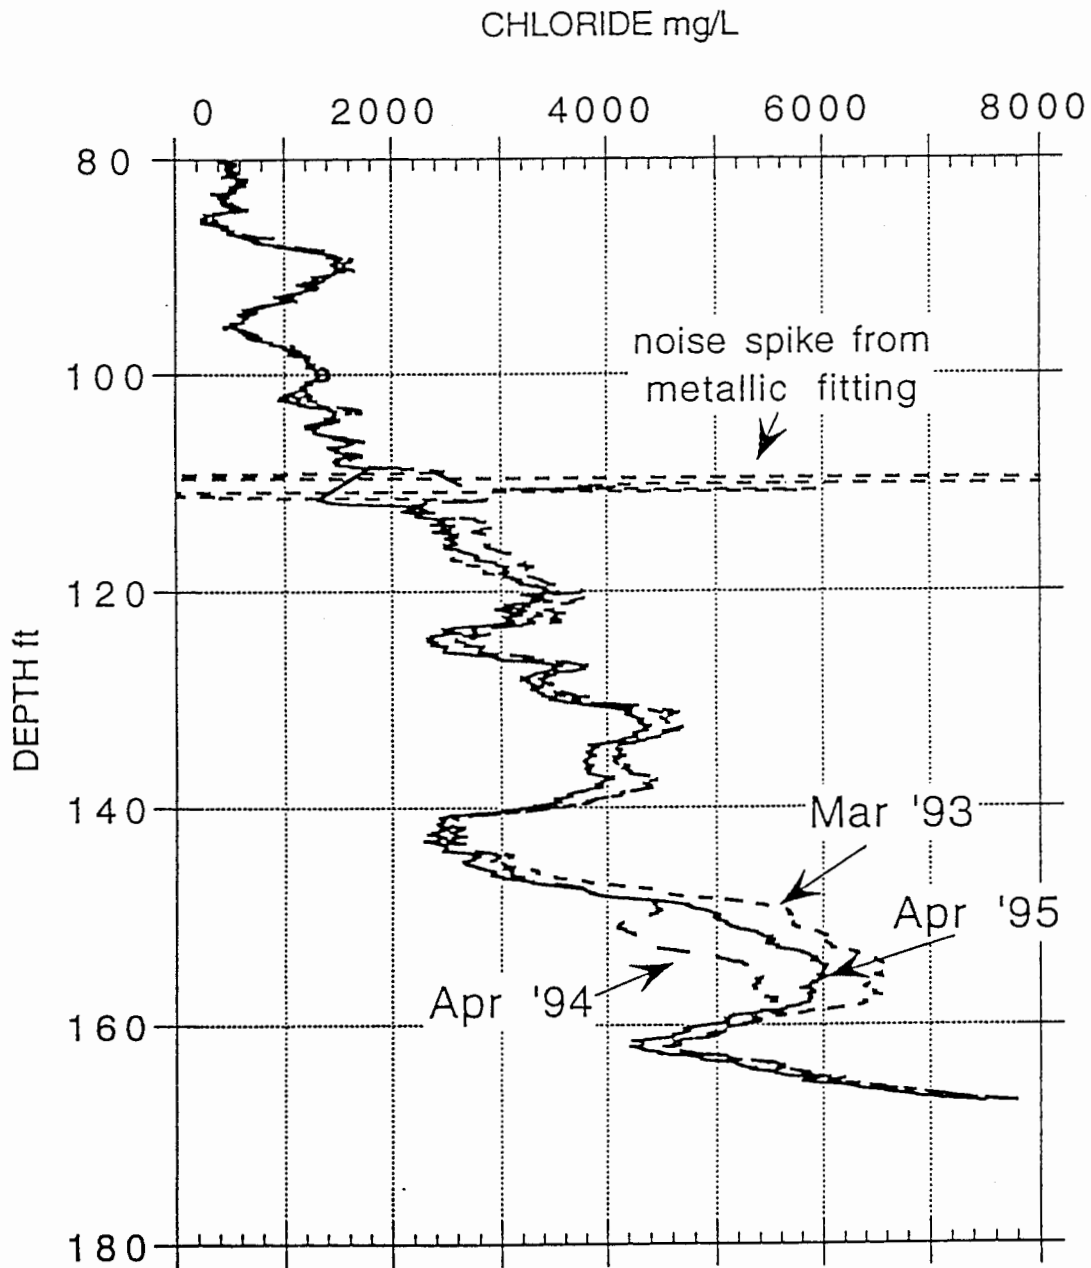 CHLORIDE mg/L
0 2000 4000 6000 8000
80
noise spike from
metallic fitting
100
120
DEPTH ft
140
Mar '93
Apr '95
Apr '94
160
180